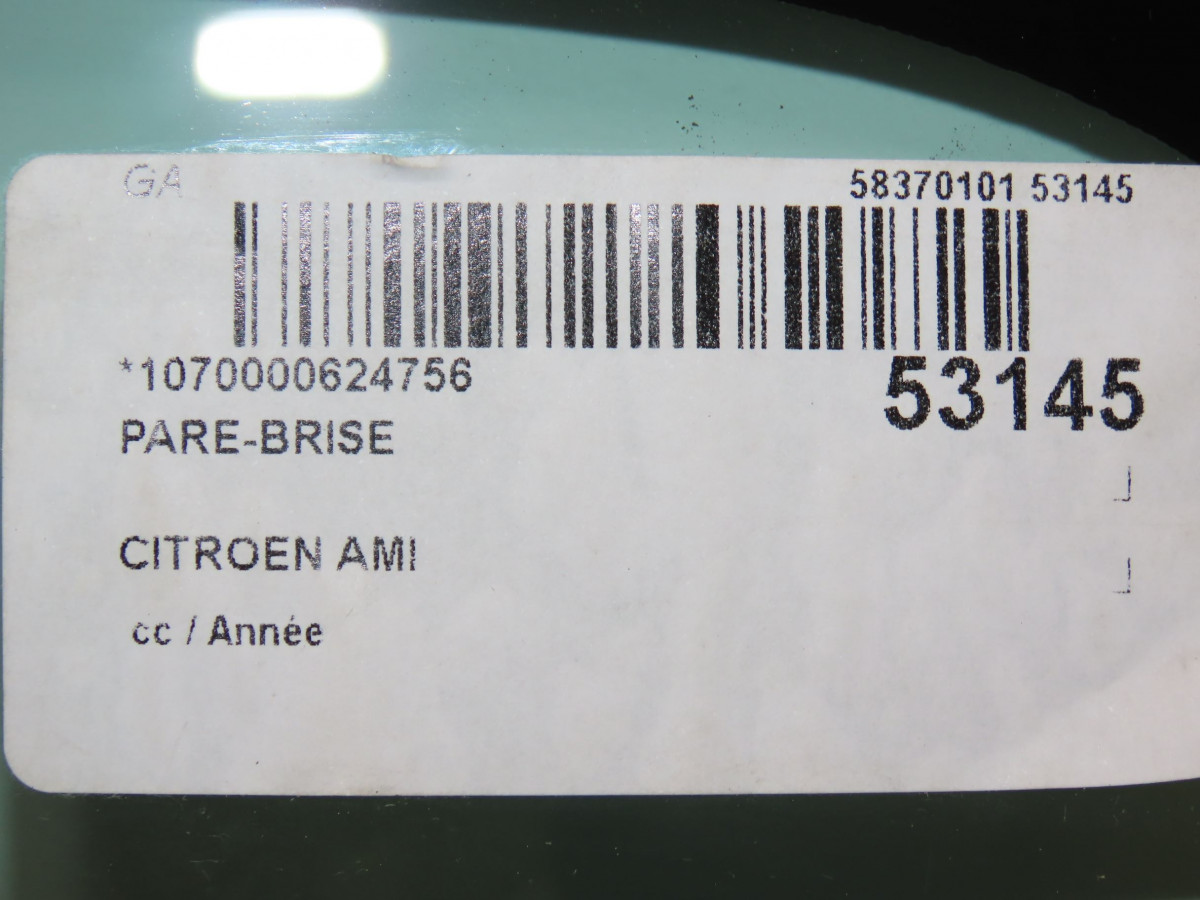 GA
58370101 53145
*1070000624756
53145
PARE-BRISE
CITROEN AMI
cc / Année